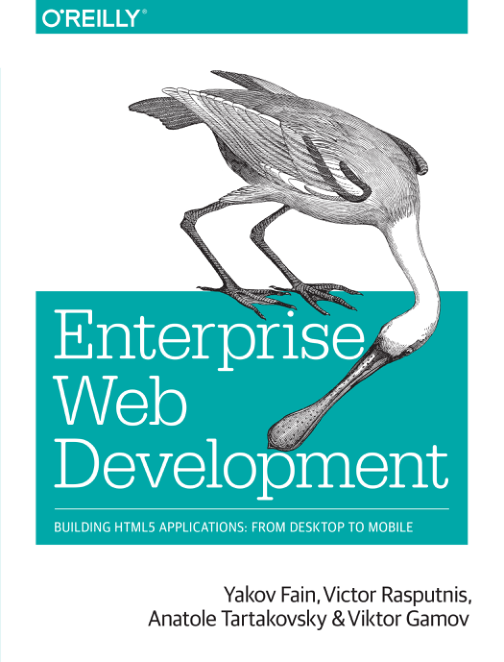 O'REILLY®
Enterprise
Web
Development
BUILDING HTML5 APPLICATIONS: FROM DESKTOP TO MOBILE
Yakov Fain, Victor Rasputnis,
Anatole Tartakovsky & Viktor Gamov